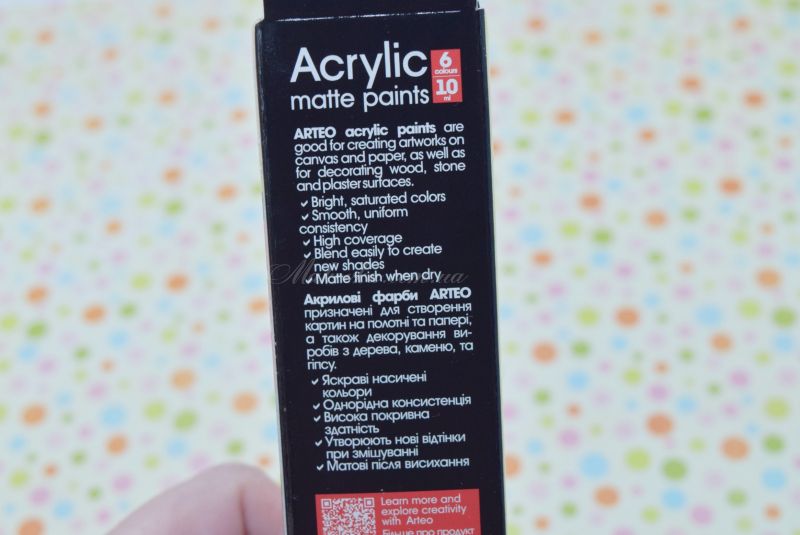 Acrylic
matte paints
6
colours
10
ml
ARTEO acrylic paints are
good for creating artworks on
canvas and paper, as well as
for decorating wood, stone
and plaster surfaces.
✓ Bright, saturated colors
✓ Smooth, uniform
consistency
✓ High coverage
✓ Blend easily to create
new shades
✓ Matte finish when dry
Акрилові фарби ARTEO
призначені для створення
картин на полотні та папері,
а також декорування ви-
робів з дерева, каменю, та
гіпсу.
✓ Яскраві насичені
кольори
✓ Однорідна консистенція
✓ Висока покривна
здатність
✓ Утворюють нові відтінки
при змішуванні
✓ Матові після висихання
Learn more and
explore creativity
with Arteo
Більше про продукт